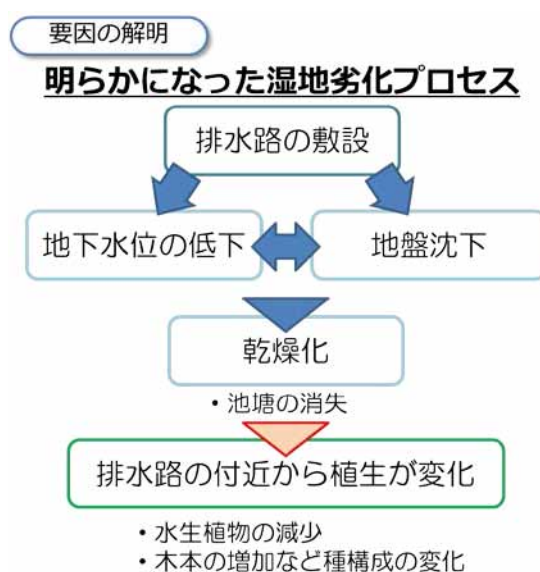 要因の解明
明らかになった湿地劣化プロセス
排水路の敷設
地下水位の低下
地盤沈下
乾燥化
・池塘の消失
排水路の付近から植生が変化
・水生植物の減少
・木本の増加など種構成の変化